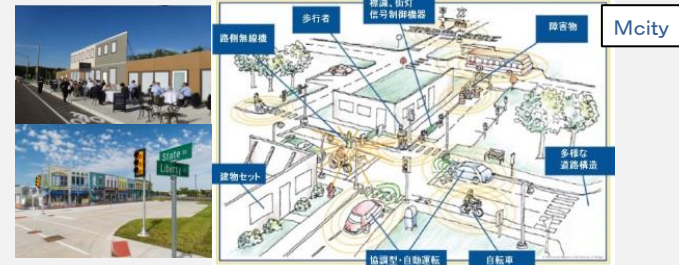 標識、街灯
信号制御機器
歩行者
路側無線機
障害物
Mcity
State St
Liberty
建物セット
多様な
道路構造
協調型・自動運転
自転車